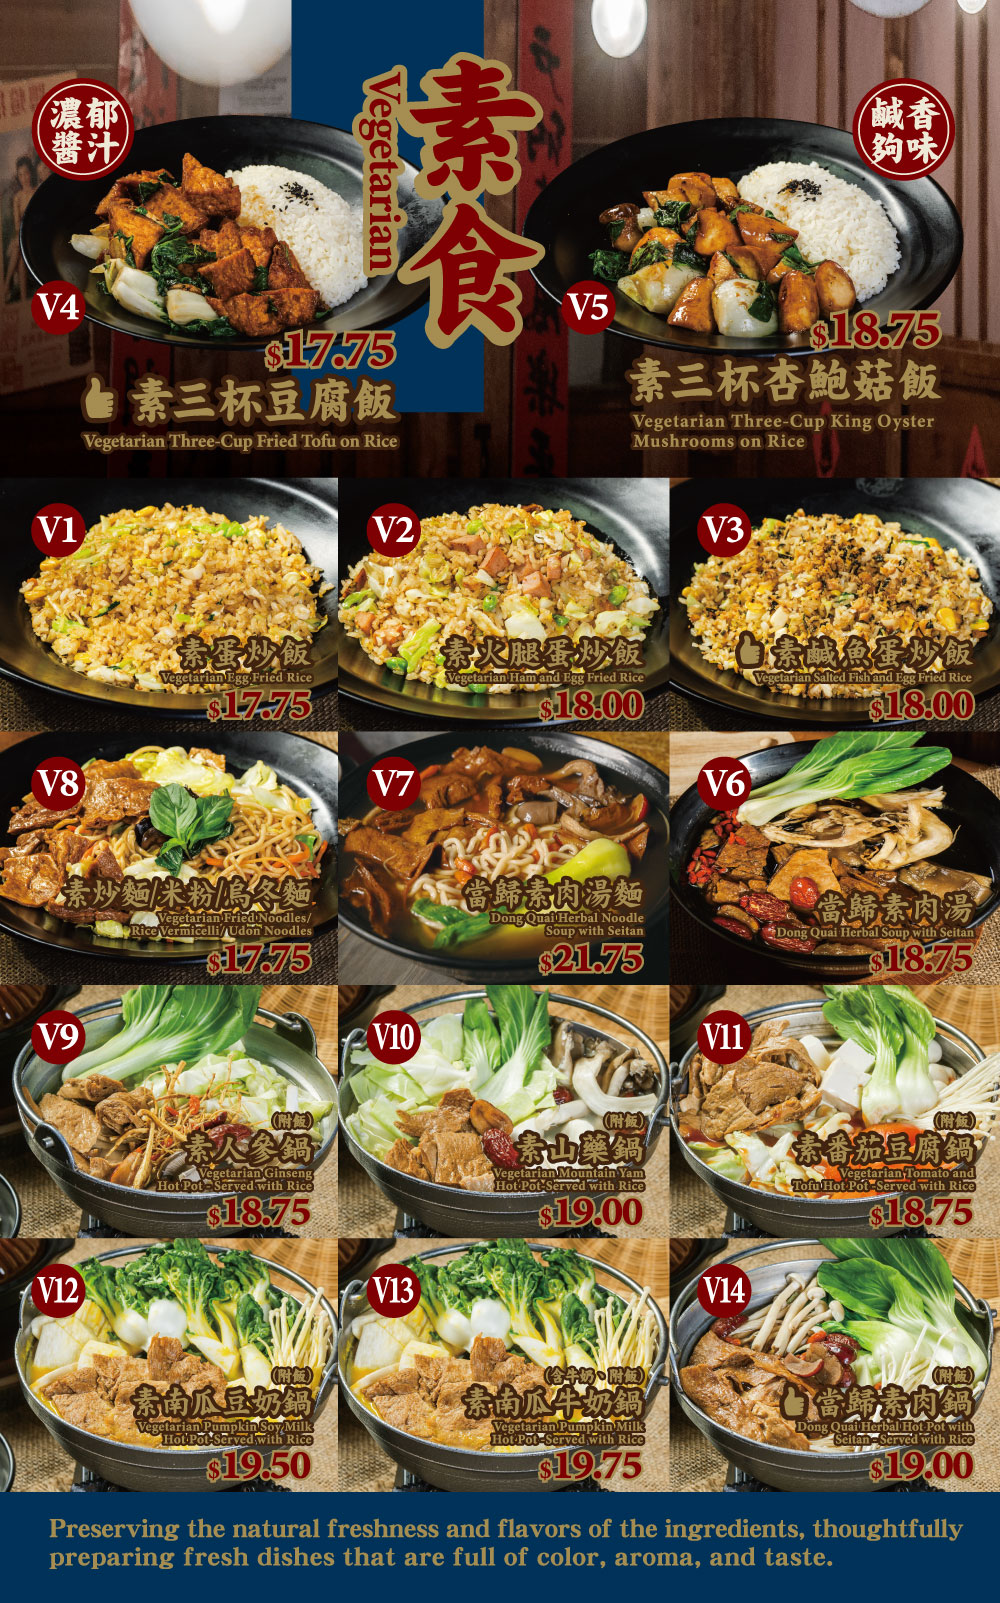 素食
Vegetarian
濃郁
醬汁
鹹香
夠味
V4
$17.75
素三杯豆腐飯
Vegetarian Three-Cup Fried Tofu on Rice
V5
$18.75
素三杯杏鮑菇飯
Vegetarian Three-Cup King Oyster
Mushrooms on Rice
V1
素蛋炒飯
Vegetarian Egg Fried Rice
$17.75
V2
素火腿蛋炒飯
Vegetarian Ham and Egg Fried Rice
$18.00
V3
素鹹魚蛋炒飯
Vegetarian Salted Fish and Egg Fried Rice
$18.00
V8
素炒麵/米粉/烏冬麵
Vegetarian Fried Noodles/
Rice Vermicelli/Udon Noodles
$17.75
V7
當歸素肉湯麵
Dong Quai Herbal Noodle
Soup with Seitan
$21.75
V6
當歸素肉湯
Dong Quai Herbal Soup with Seitan
$18.75
V9
(附飯)
素人參鍋
Vegetarian Ginseng
Hot Pot - Served with Rice
$18.75
V10
(附飯)
素山藥鍋
Vegetarian Mountain Yam
Hot Pot - Served with Rice
$19.00
V11
(附飯)
素番茄豆腐鍋
Vegetarian Tomato and
Tofu Hot Pot -Served with Rice
$18.75
V12
(附飯)
素南瓜豆奶鍋
Vegetarian Pumpkin Soy Milk
Hot Pot-Served with Rice
$19.50
V13
(含牛奶、附飯)
素南瓜牛奶鍋
Vegetarian Pumpkin Milk
Hot Pot -Served with Rice
$19.75
V14
(附飯)
當歸素肉鍋
Dong Quai Herbal Hot Pot with
Seitan - Served with Rice
$19.00
Preserving the natural freshness and flavors of the ingredients, thoughtfully
preparing fresh dishes that are full of color, aroma, and taste.